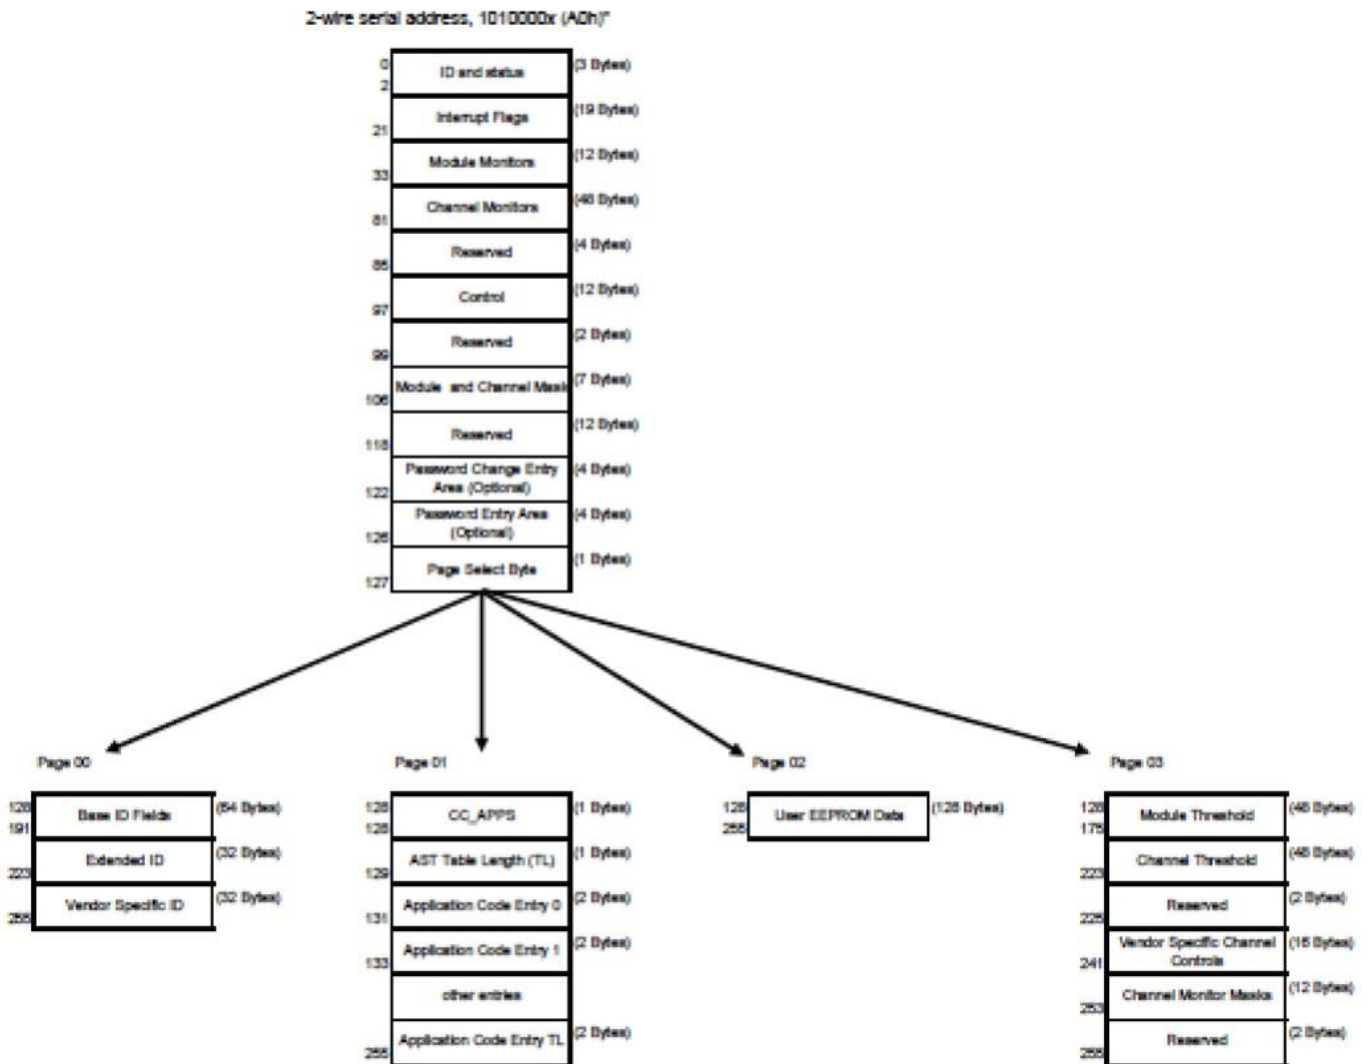 2-wire serial address, 1010000x (A0h)"
0 ID and status (3 Bytes)
2
Interrupt Flags (19 Bytes)
21
Module Monitors (12 Bytes)
33
Channel Monitors (48 Bytes)
81
Reserved (4 Bytes)
85
Control (12 Bytes)
97
Reserved (2 Bytes)
99
Module and Channel Mask (7 Bytes)
106
Reserved (12 Bytes)
118
Password Change Entry (4 Bytes)
Area (Optional)
122
Password Entry Area (4 Bytes)
(Optional)
126
Page Select Byte (1 Bytes)
127
Page 00
128 Base ID Fields (64 Bytes)
191
Extended ID (32 Bytes)
223
Vendor Specific ID (32 Bytes)
255
Page 01
128 CC_APPS (1 Bytes)
128
AST Table Length (TL) (1 Bytes)
129
Application Code Entry 0 (2 Bytes)
131
Application Code Entry 1 (2 Bytes)
133
other entries
Application Code Entry TL (2 Bytes)
255
Page 02
128 User EEPROM Data (128 Bytes)
255
Page 03
128 Module Threshold (48 Bytes)
175
Channel Threshold (48 Bytes)
223
Reserved (2 Bytes)
225
Vendor Specific Channel (16 Bytes)
Controls
241
Channel Monitor Masks (12 Bytes)
253
Reserved (2 Bytes)
255